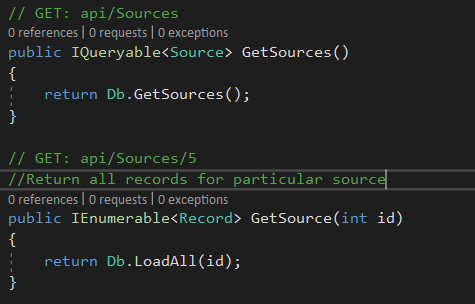 // GET: api/Sources
0 references | 0 requests | 0 exceptions
public IQueryable<Source> GetSources()
{
return Db.GetSources();
}
// GET: api/Sources/5
//Return all records for particular source
0 references | 0 requests | 0 exceptions
public IEnumerable<Record> GetSource(int id)
{
return Db.LoadAll(id);
}